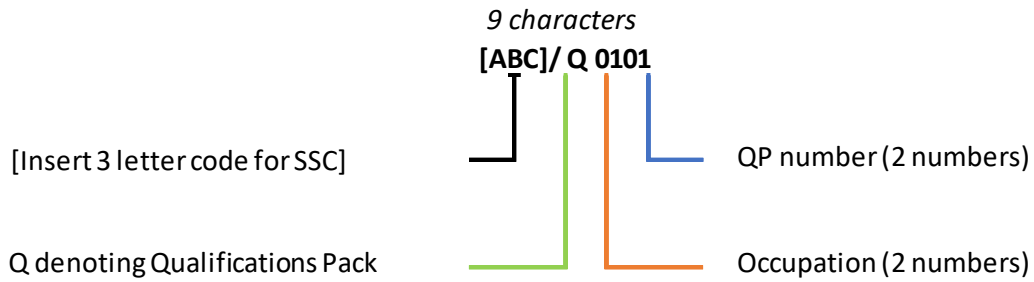 9 characters
[ABC]/ Q 0101
[Insert 3 letter code for SSC]
QP number (2 numbers)
Q denoting Qualifications Pack
Occupation (2 numbers)